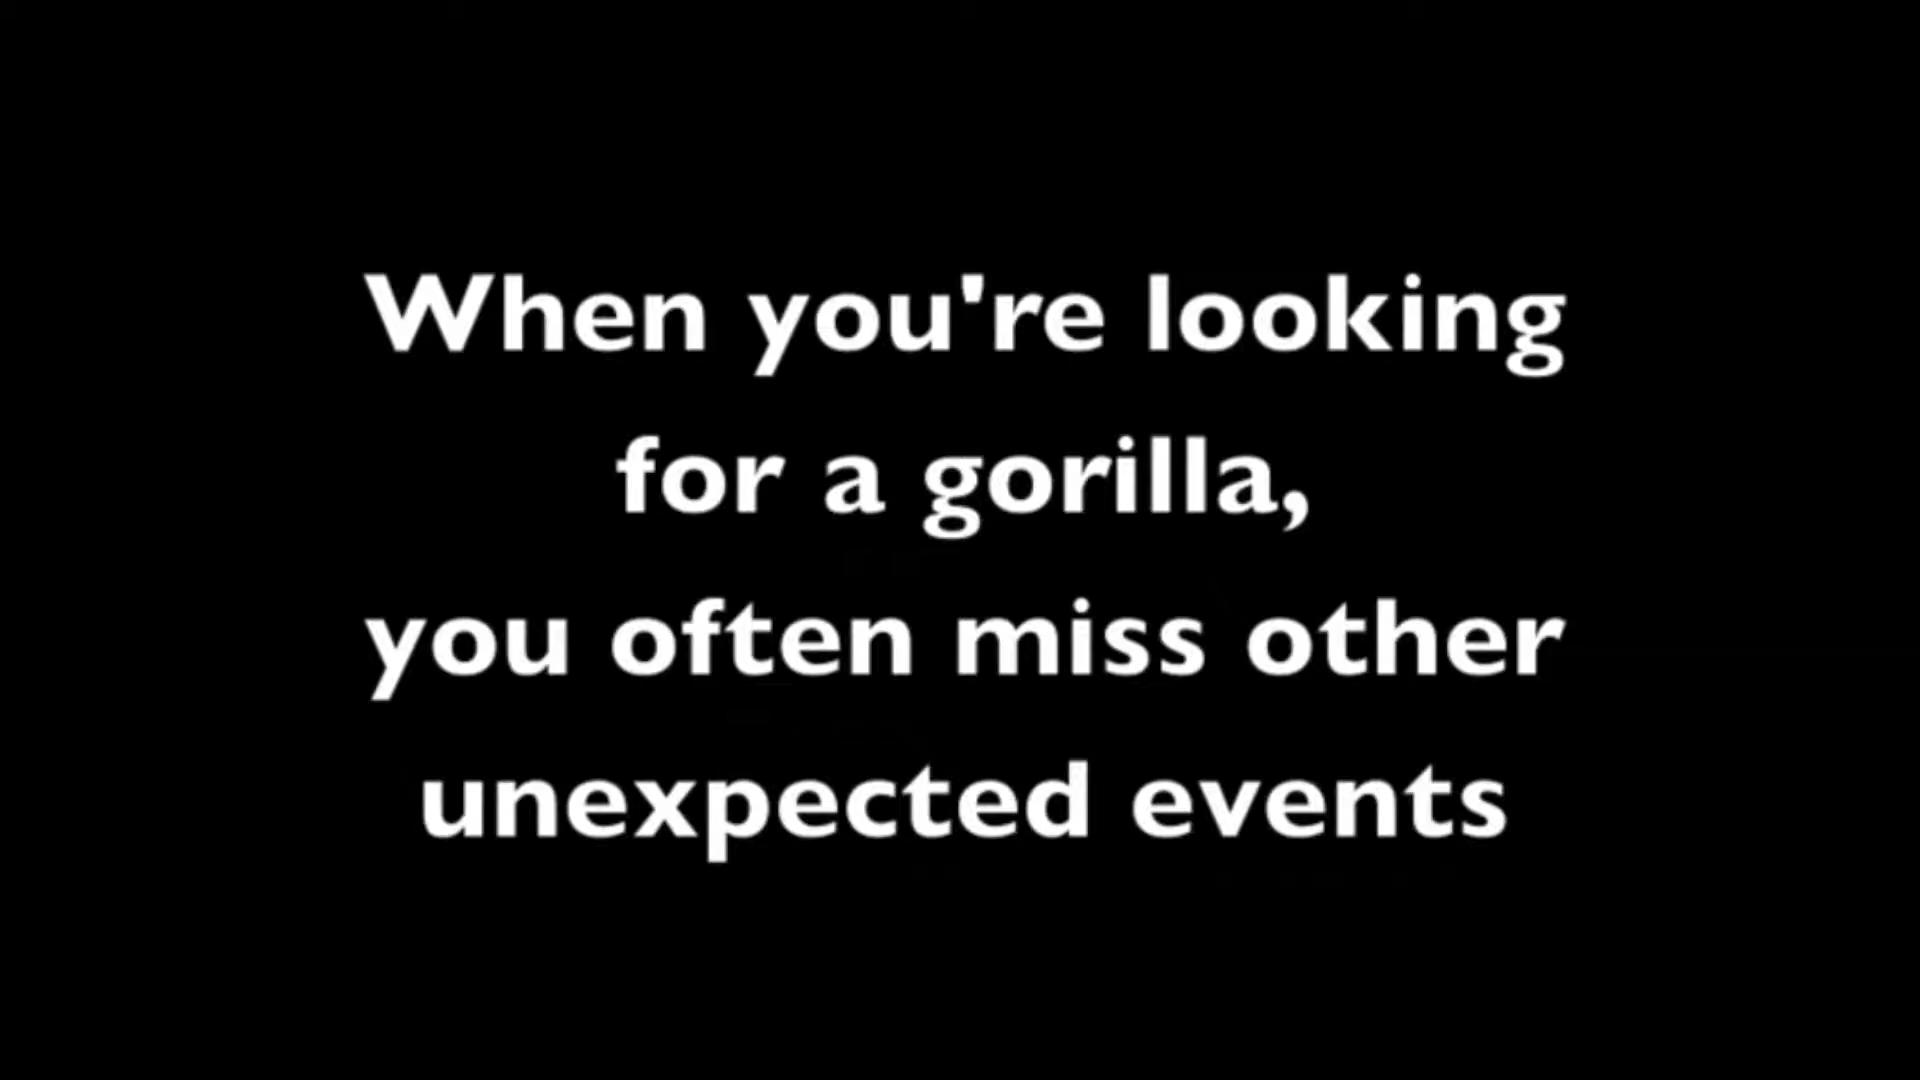 When you're looking
for a gorilla,
you often miss other
unexpected events